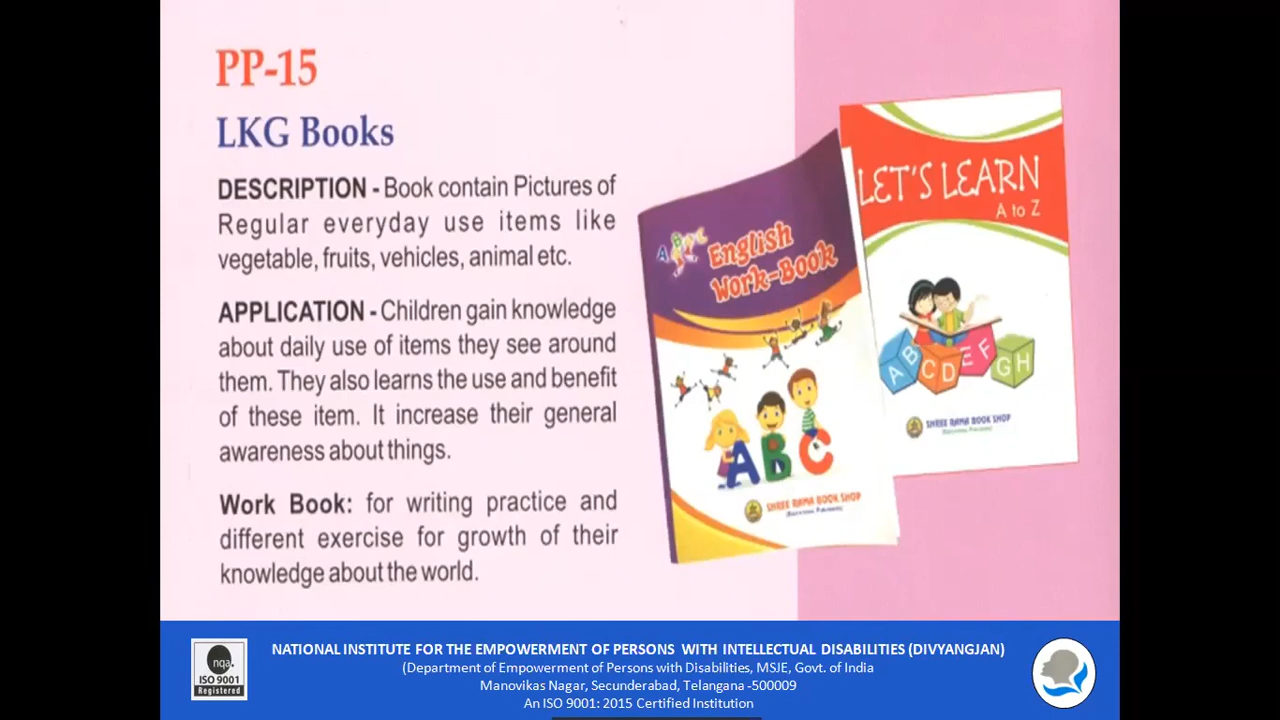 PP-15
LKG Books
DESCRIPTION - Book contain Pictures of
Regular everyday use items like
vegetable, fruits, vehicles, animal etc.
APPLICATION - Children gain knowledge
about daily use of items they see around
them. They also learns the use and benefit
of these item. It increase their general
awareness about things.
Work Book: for writing practice and
different exercise for growth of their
knowledge about the world.
LET'S LEARN
A to Z
A B C D E F G H
SHREE RAMA BOOK SHOP
A B C
English
Work-Book
A B C
SHREE RAMA BOOK SHOP
nqa.
ISO 9001
Registered
NATIONAL INSTITUTE FOR THE EMPOWERMENT OF PERSONS WITH INTELLECTUAL DISABILITIES (DIVYANGJAN)
(Department of Empowerment of Persons with Disabilities, MSJE, Govt. of India
Manovikas Nagar, Secunderabad, Telangana -500009
An ISO 9001: 2015 Certified Institution